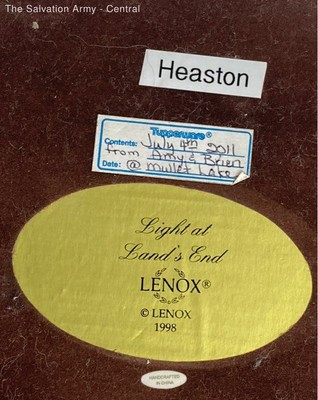 The Salvation Army - Central
Heaston
Tupperware®
Contents: July 4th 2011
from Amy & Brien
Date: @ Mullet Lake
Light at
Land's End
LENOX®
© LENOX
1998
HANDCRAFTED
IN CHINA